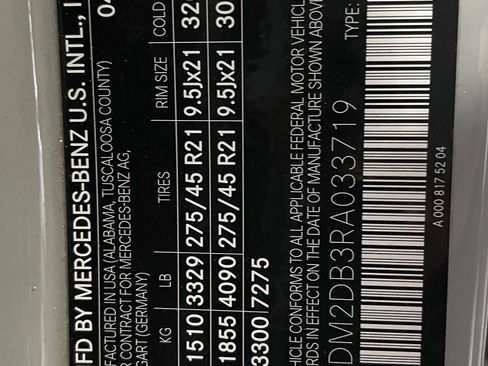 FD BY MERCEDES-BENZ U.S. INTL.,
04
FACTURED IN USA (ALABAMA, TUSCALOOSA COUNTY)
R CONTRACT FOR MERCEDES-BENZ AG,
GART (GERMANY)
KG LB TIRES RIM SIZE COLD
1510 3329 275/45 R21 9.5Jx21 32
1855 4090 275/45 R21 9.5Jx21 30
3300 7275
VEHICLE CONFORMS TO ALL APPLICABLE FEDERAL MOTOR VEHICL
RDS IN EFFECT ON THE DATE OF MANUFACTURE SHOWN ABOVE
DM2DB3RA033719 TYPE:
A 000 817 52 04